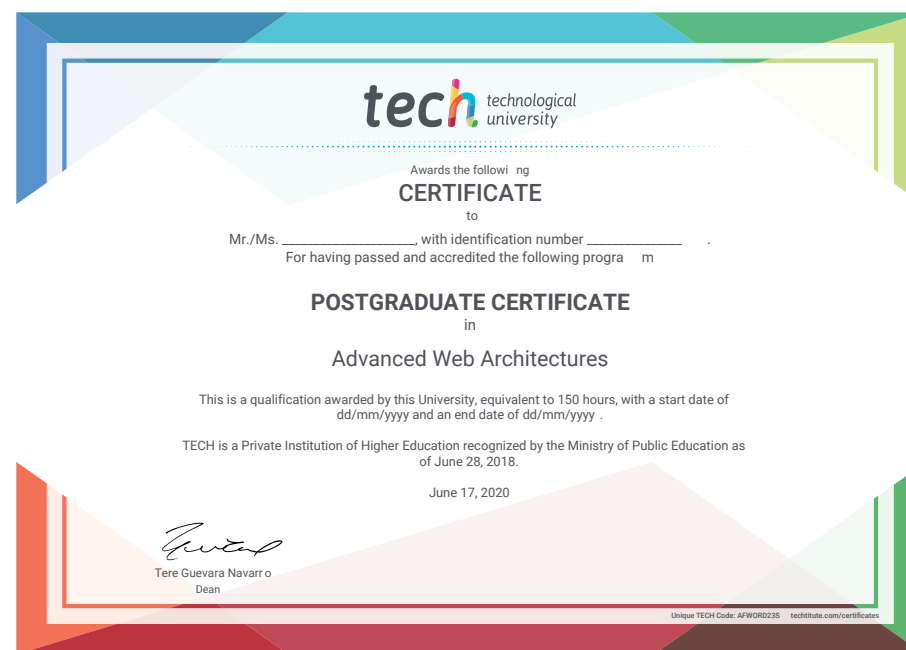 tech technological
university
Awards the followi ng
CERTIFICATE
to
Mr./Ms. ____________________, with identification number ______________ .
For having passed and accredited the following progra m
POSTGRADUATE CERTIFICATE
in
Advanced Web Architectures
This is a qualification awarded by this University, equivalent to 150 hours, with a start date of
dd/mm/yyyy and an end date of dd/mm/yyyy .
TECH is a Private Institution of Higher Education recognized by the Ministry of Public Education as
of June 28, 2018.
June 17, 2020
Tere Guevara Navarr o
Dean
Unique TECH Code: AFWORD23S techtitute.com/certificates